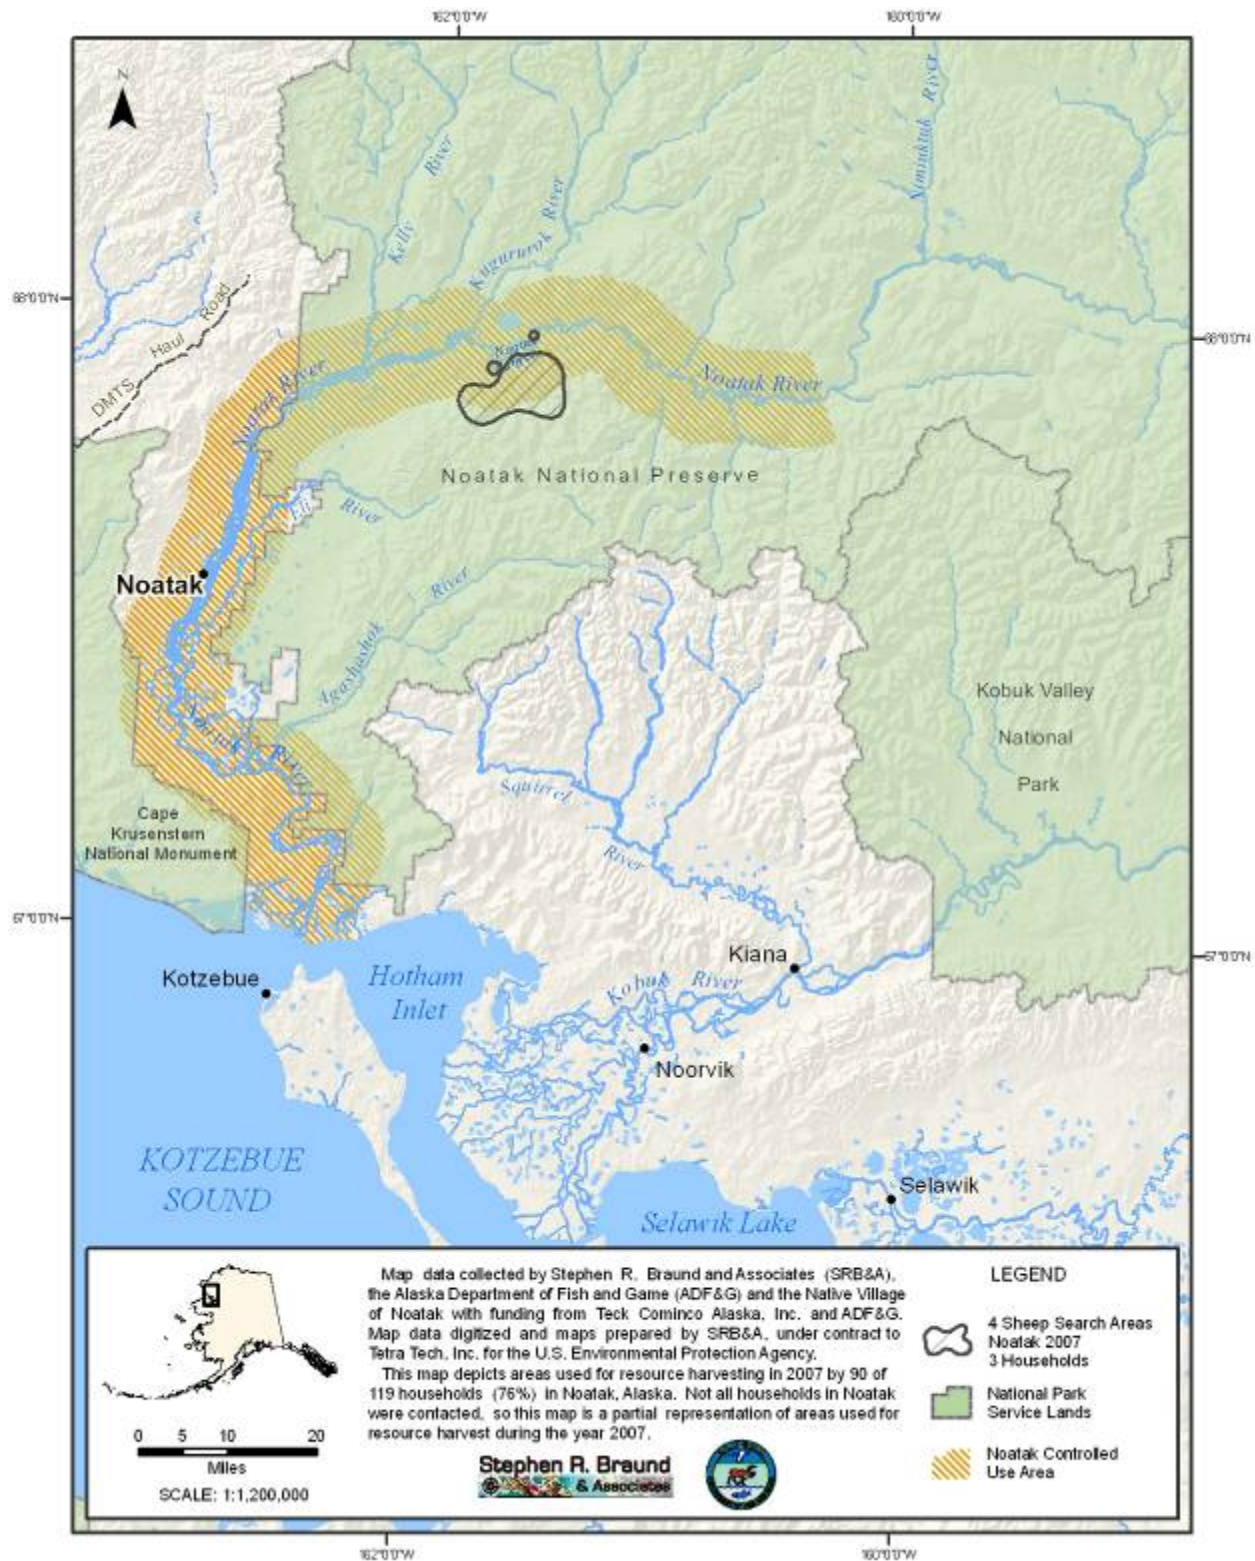 162°0'0"W
160°0'0"W
N
Kelly
River
Kugururok River
Nimiuktuk River
68°0'0"N
68°0'0"N
DMTS Haul Road
Noatak River
Noatak River
Noatak National Preserve
Eli
River
Noatak
Agashashok River
Noatak River
Kobuk Valley
National
Park
Squirrel
River
Cape
Krusenstern
National Monument
67°0'0"N
67°0'0"N
Kiana
Kotzebue
Hotham
Inlet
Kobuk River
Noorvik
KOTZEBUE
SOUND
Selawik
Selawik Lake
Map data collected by Stephen R. Braund and Associates (SRB&A),
the Alaska Department of Fish and Game (ADF&G) and the Native Village
of Noatak with funding from Teck Cominco Alaska, Inc. and ADF&G.
Map data digitized and maps prepared by SRB&A, under contract to
Tetra Tech, Inc. for the U.S. Environmental Protection Agency.
This map depicts areas used for resource harvesting in 2007 by 90 of
119 households (76%) in Noatak, Alaska. Not all households in Noatak
were contacted, so this map is a partial representation of areas used for
resource harvest during the year 2007.
LEGEND
4 Sheep Search Areas
Noatak 2007
3 Households
National Park
Service Lands
Noatak Controlled
Use Area
0 5 10 20
Miles
SCALE: 1:1,200,000
Stephen R. Braund
& Associates
162°0'0"W
160°0'0"W